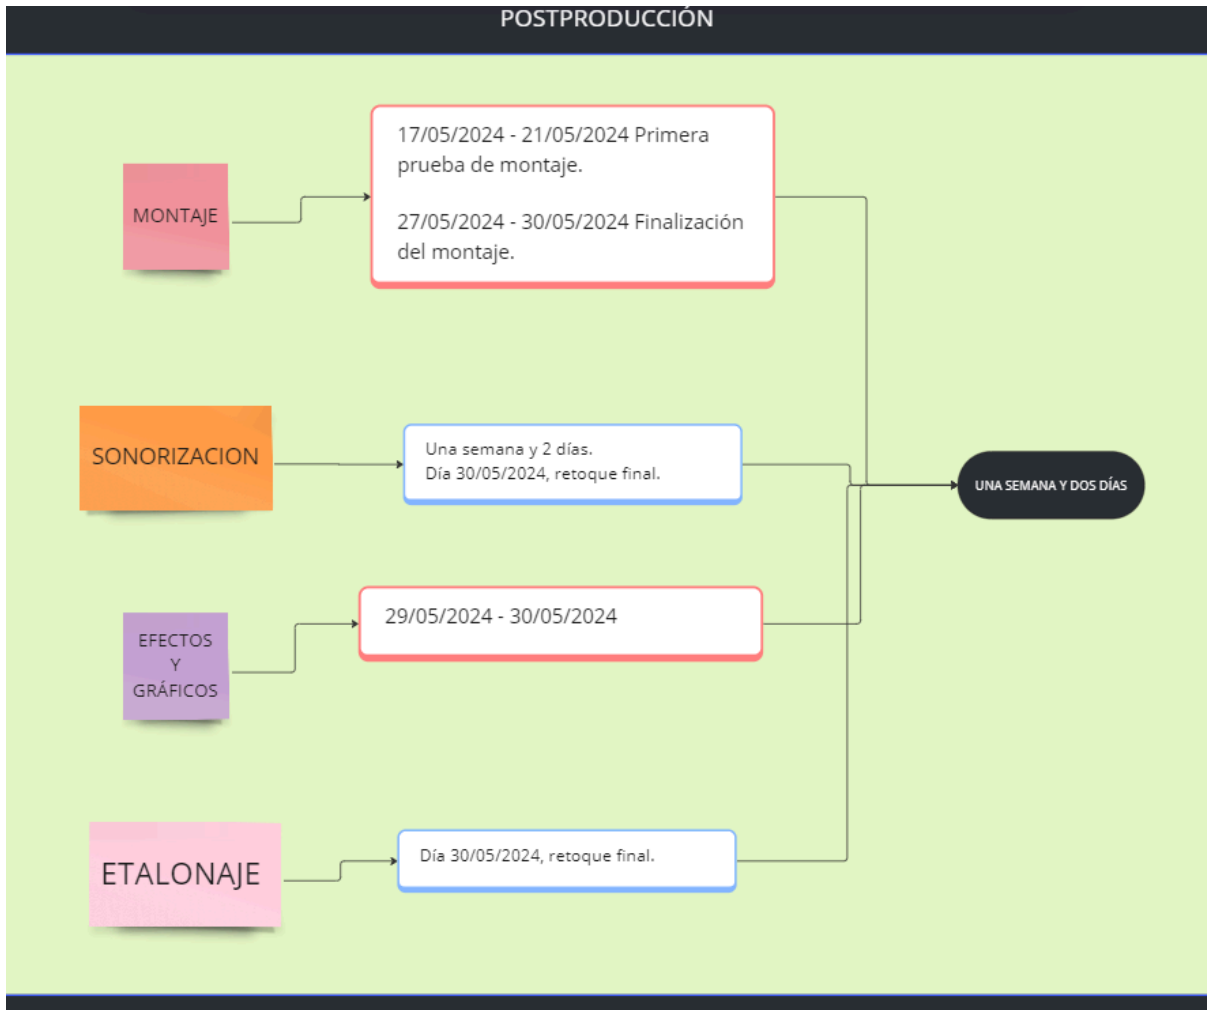 POSTPRODUCCIÓN
MONTAJE
17/05/2024 - 21/05/2024 Primera
prueba de montaje.
27/05/2024 - 30/05/2024 Finalización
del montaje.
SONORIZACION
Una semana y 2 días.
Día 30/05/2024, retoque final.
UNA SEMANA Y DOS DÍAS
EFECTOS
Y
GRÁFICOS
29/05/2024 - 30/05/2024
ETALONAJE
Día 30/05/2024, retoque final.